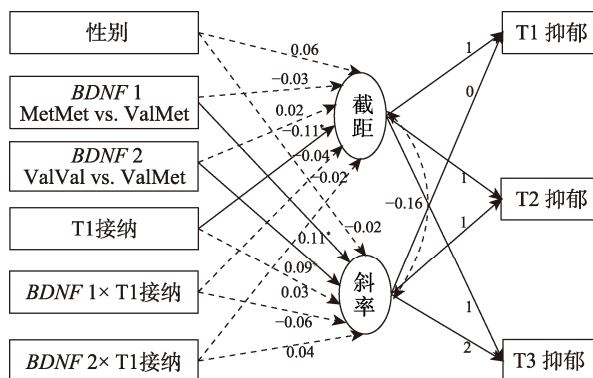 性别
BDNF 1
MetMet vs. ValMet
BDNF 2
ValVal vs. ValMet
T1接纳
BDNF 1× T1接纳
BDNF 2× T1接纳
0.06
−0.03
0.02
−0.11*
−0.04
−0.02
−0.02
0.11*
0.09*
0.03
−0.06
0.04
截距
斜率
−0.16
1
0
1
1
1
2
T1 抑郁
T2 抑郁
T3 抑郁